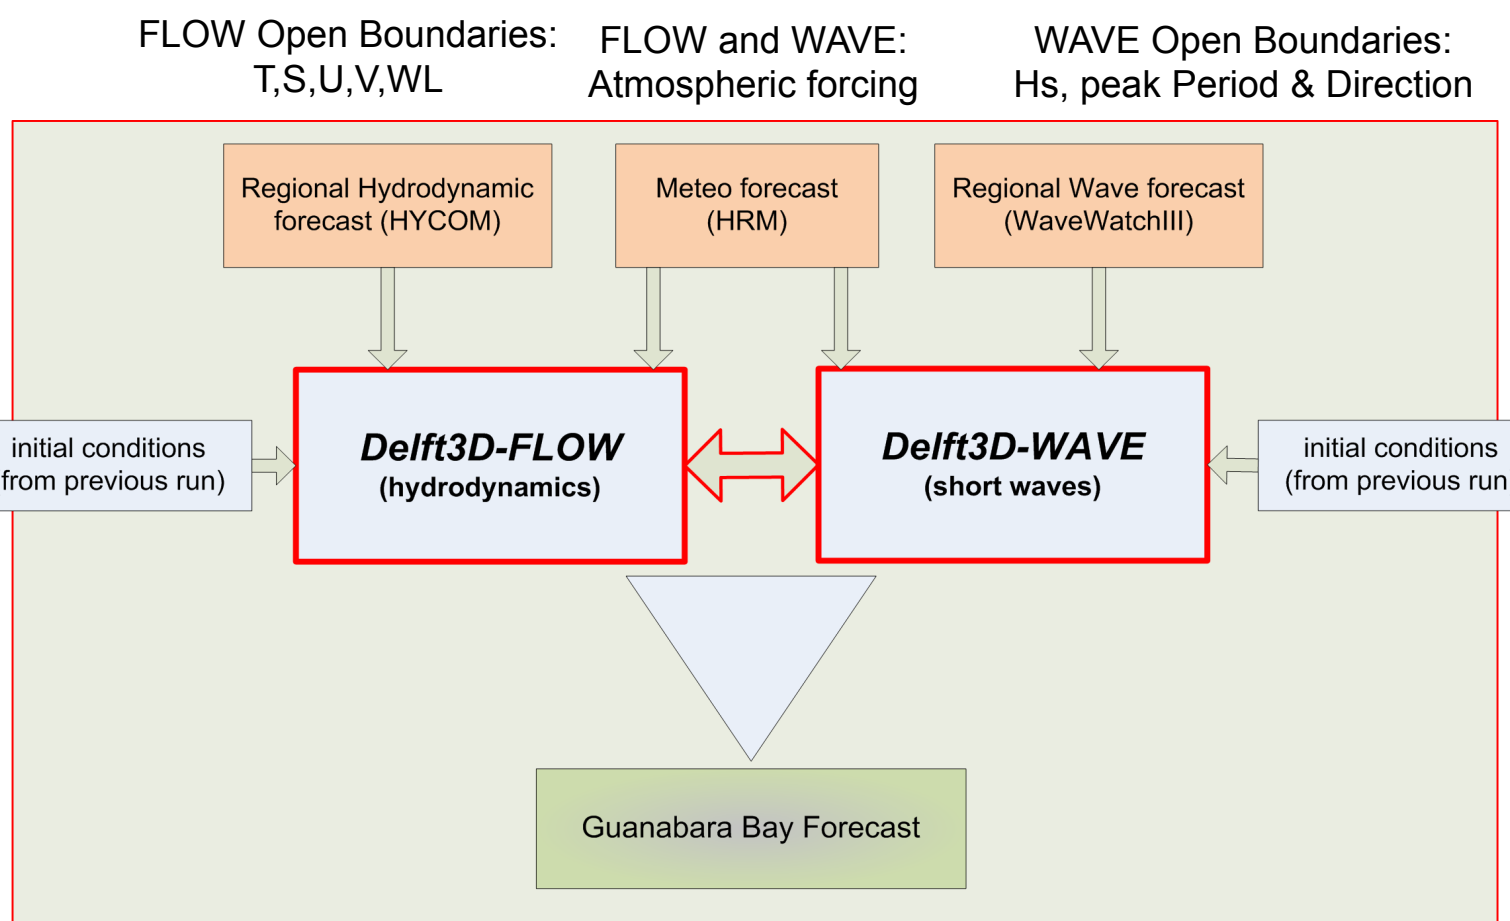 FLOW Open Boundaries:
T,S,U,V,WL
FLOW and WAVE:
Atmospheric forcing
WAVE Open Boundaries:
Hs, peak Period & Direction
Regional Hydrodynamic
forecast (HYCOM)
Meteo forecast
(HRM)
Regional Wave forecast
(WaveWatchIII)
initial conditions
from previous run)
Delft3D-FLOW
(hydrodynamics)
Delft3D-WAVE
(short waves)
initial conditions
(from previous run
Guanabara Bay Forecast